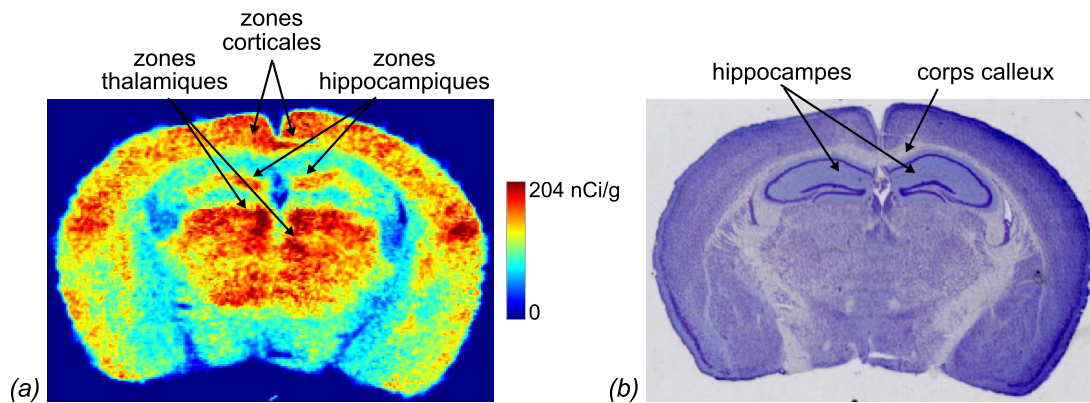 zones
corticales
zones
thalamiques
zones
hippocampiques
204 nCi/g
0
(a)
hippocampes
corps calleux
(b)